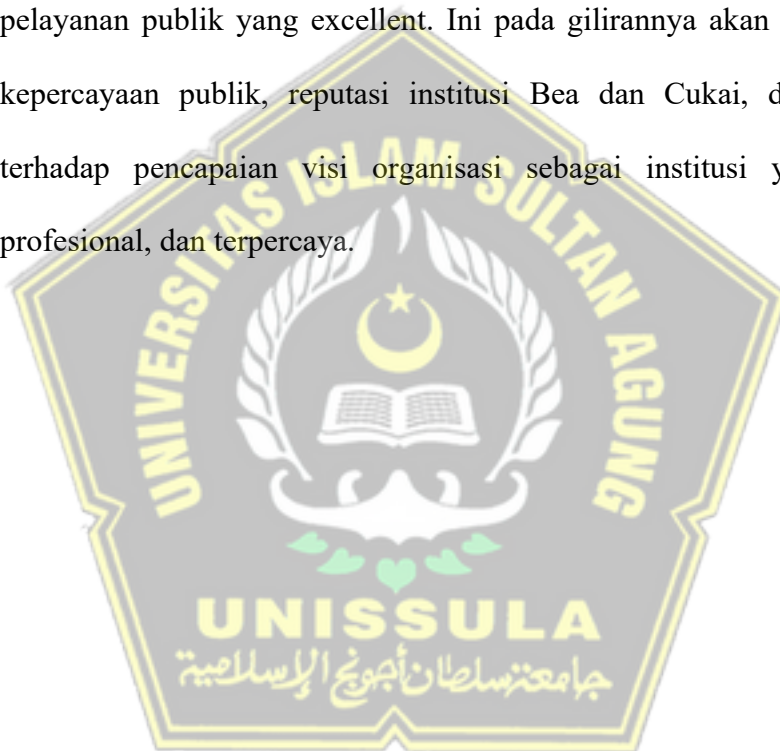 pelayanan publik yang excellent. Ini pada gilirannya akan
kepercayaan publik, reputasi institusi Bea dan Cukai, d
terhadap pencapaian visi organisasi sebagai institusi y
profesional, dan terpercaya.
UNIVERSITAS ISLAM SULTAN AGUNG
UNISSULA
جامعة سلطان أجونج الإسلامية